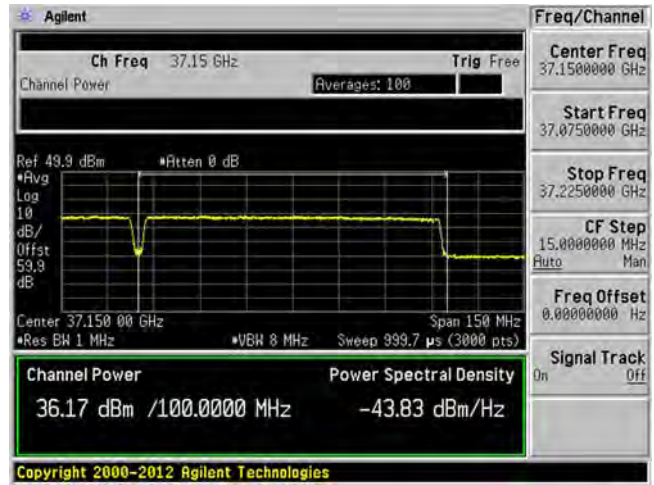 Agilent
Freq/Channel
Ch Freq 37.15 GHz Trig Free
Channel Power Averages: 100
Center Freq
37.1500000 GHz
Start Freq
37.0750000 GHz
Stop Freq
37.2250000 GHz
CF Step
15.0000000 MHz
Auto Man
Freq Offset
0.00000000 Hz
Signal Track
On Off
Ref 49.9 dBm •Atten 0 dB
•Avg
Log
10
dB/
Offst
59.9
dB
Center 37.150 00 GHz Span 150 MHz
•Res BW 1 MHz •VBW 8 MHz Sweep 999.7 µs (3000 pts)
Channel Power Power Spectral Density
36.17 dBm /100.0000 MHz -43.83 dBm/Hz
Copyright 2000-2012 Agilent Technologies